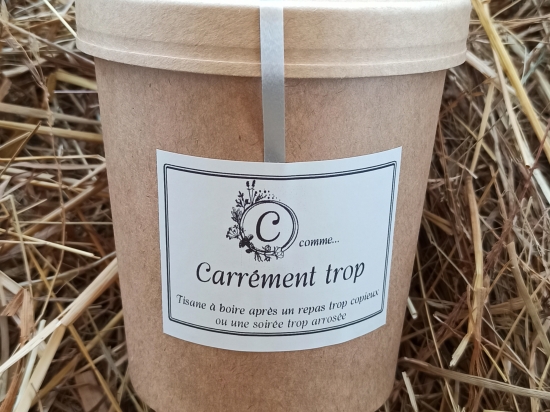 C comme...
Carrément trop
Tisane à boire après un repas trop copieux
ou une soirée trop arrosée